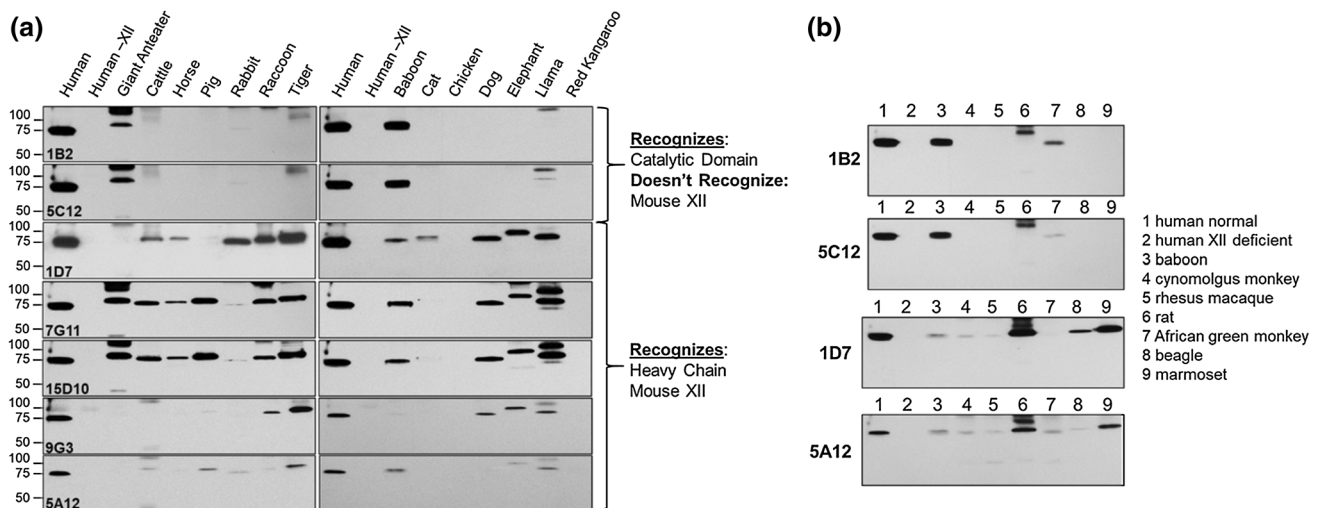 (a)
Human
Human –XII
Giant Anteater
Cattle
Horse
Pig
Rabbit
Raccoon
Tiger
Human
Human –XII
Baboon
Cat
Chicken
Dog
Elephant
Llama
Red Kangaroo
100
75
50
1B2
100
75
50
5C12
100
75
50
1D7
100
75
50
7G11
100
75
50
15D10
100
75
50
9G3
100
75
50
5A12
Recognizes:
Catalytic Domain
Doesn't Recognize:
Mouse XII
Recognizes:
Heavy Chain
Mouse XII
(b)
1 2 3 4 5 6 7 8 9
1B2
1 2 3 4 5 6 7 8 9
5C12
1 2 3 4 5 6 7 8 9
1D7
1 2 3 4 5 6 7 8 9
5A12
1 human normal
2 human XII deficient
3 baboon
4 cynomolgus monkey
5 rhesus macaque
6 rat
7 African green monkey
8 beagle
9 marmoset